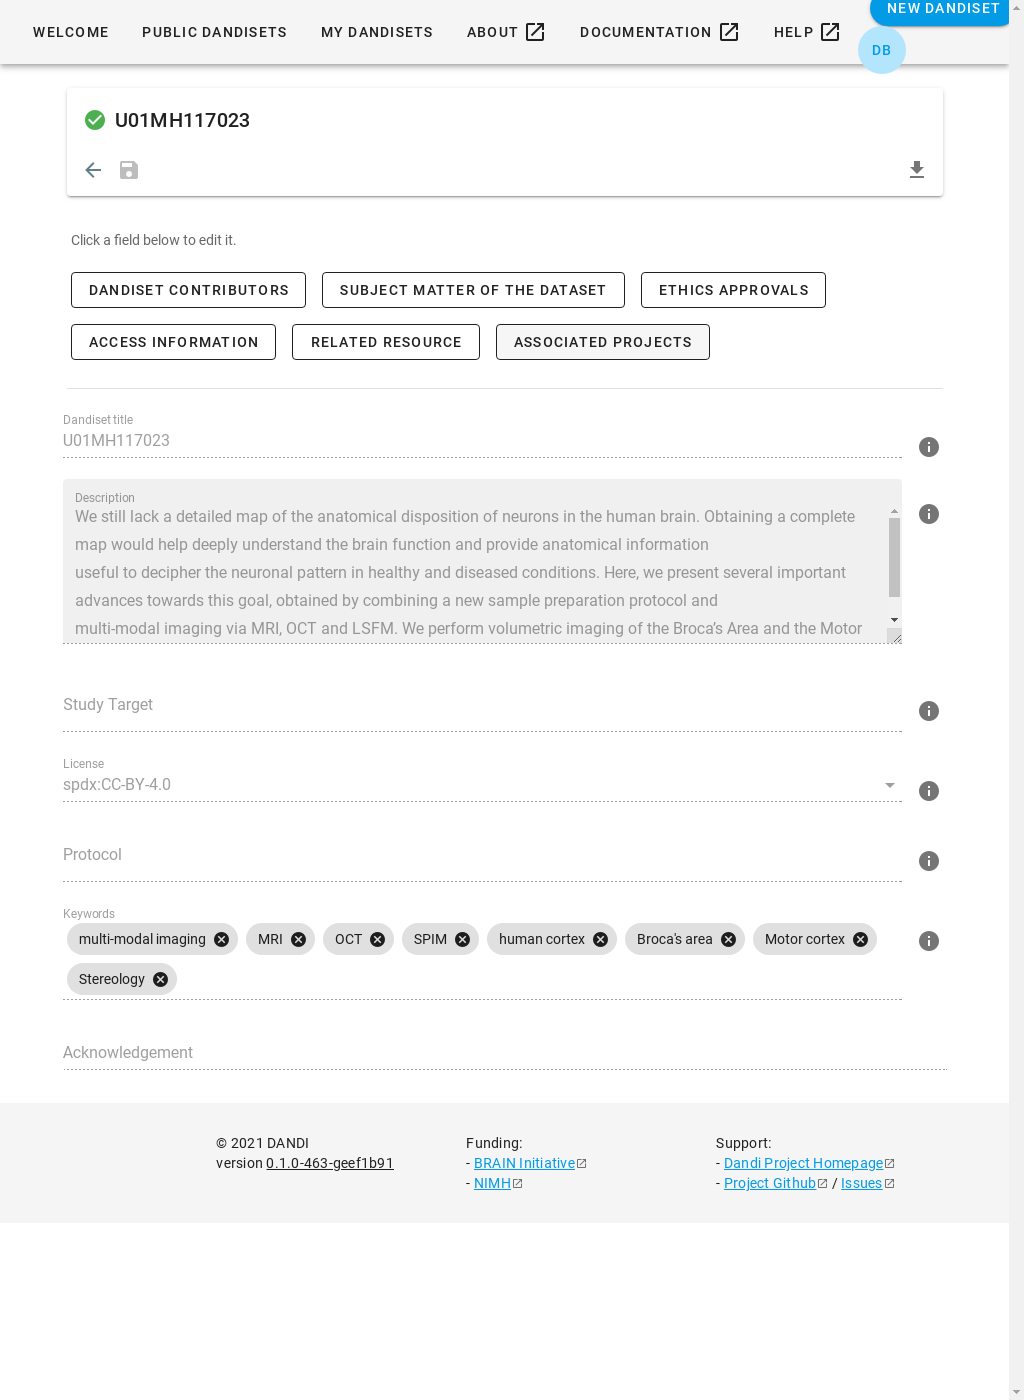 WELCOME PUBLIC DANDISETS MY DANDISETS ABOUT DOCUMENTATION HELP NEW DANDISET
DB
U01MH117023
Click a field below to edit it.
DANDISET CONTRIBUTORS SUBJECT MATTER OF THE DATASET ETHICS APPROVALS
ACCESS INFORMATION RELATED RESOURCE ASSOCIATED PROJECTS
Dandiset title
U01MH117023
Description
We still lack a detailed map of the anatomical disposition of neurons in the human brain. Obtaining a complete
map would help deeply understand the brain function and provide anatomical information
useful to decipher the neuronal pattern in healthy and diseased conditions. Here, we present several important
advances towards this goal, obtained by combining a new sample preparation protocol and
multi-modal imaging via MRI, OCT and LSFM. We perform volumetric imaging of the Broca’s Area and the Motor
Study Target
License
spdx:CC-BY-4.0
Protocol
Keywords
multi-modal imaging MRI OCT SPIM human cortex Broca's area Motor cortex
Stereology
Acknowledgement
© 2021 DANDI Funding: Support:
version 0.1.0-463-geef1b91 - BRAIN Initiative - Dandi Project Homepage
- NIMH - Project Github / Issues